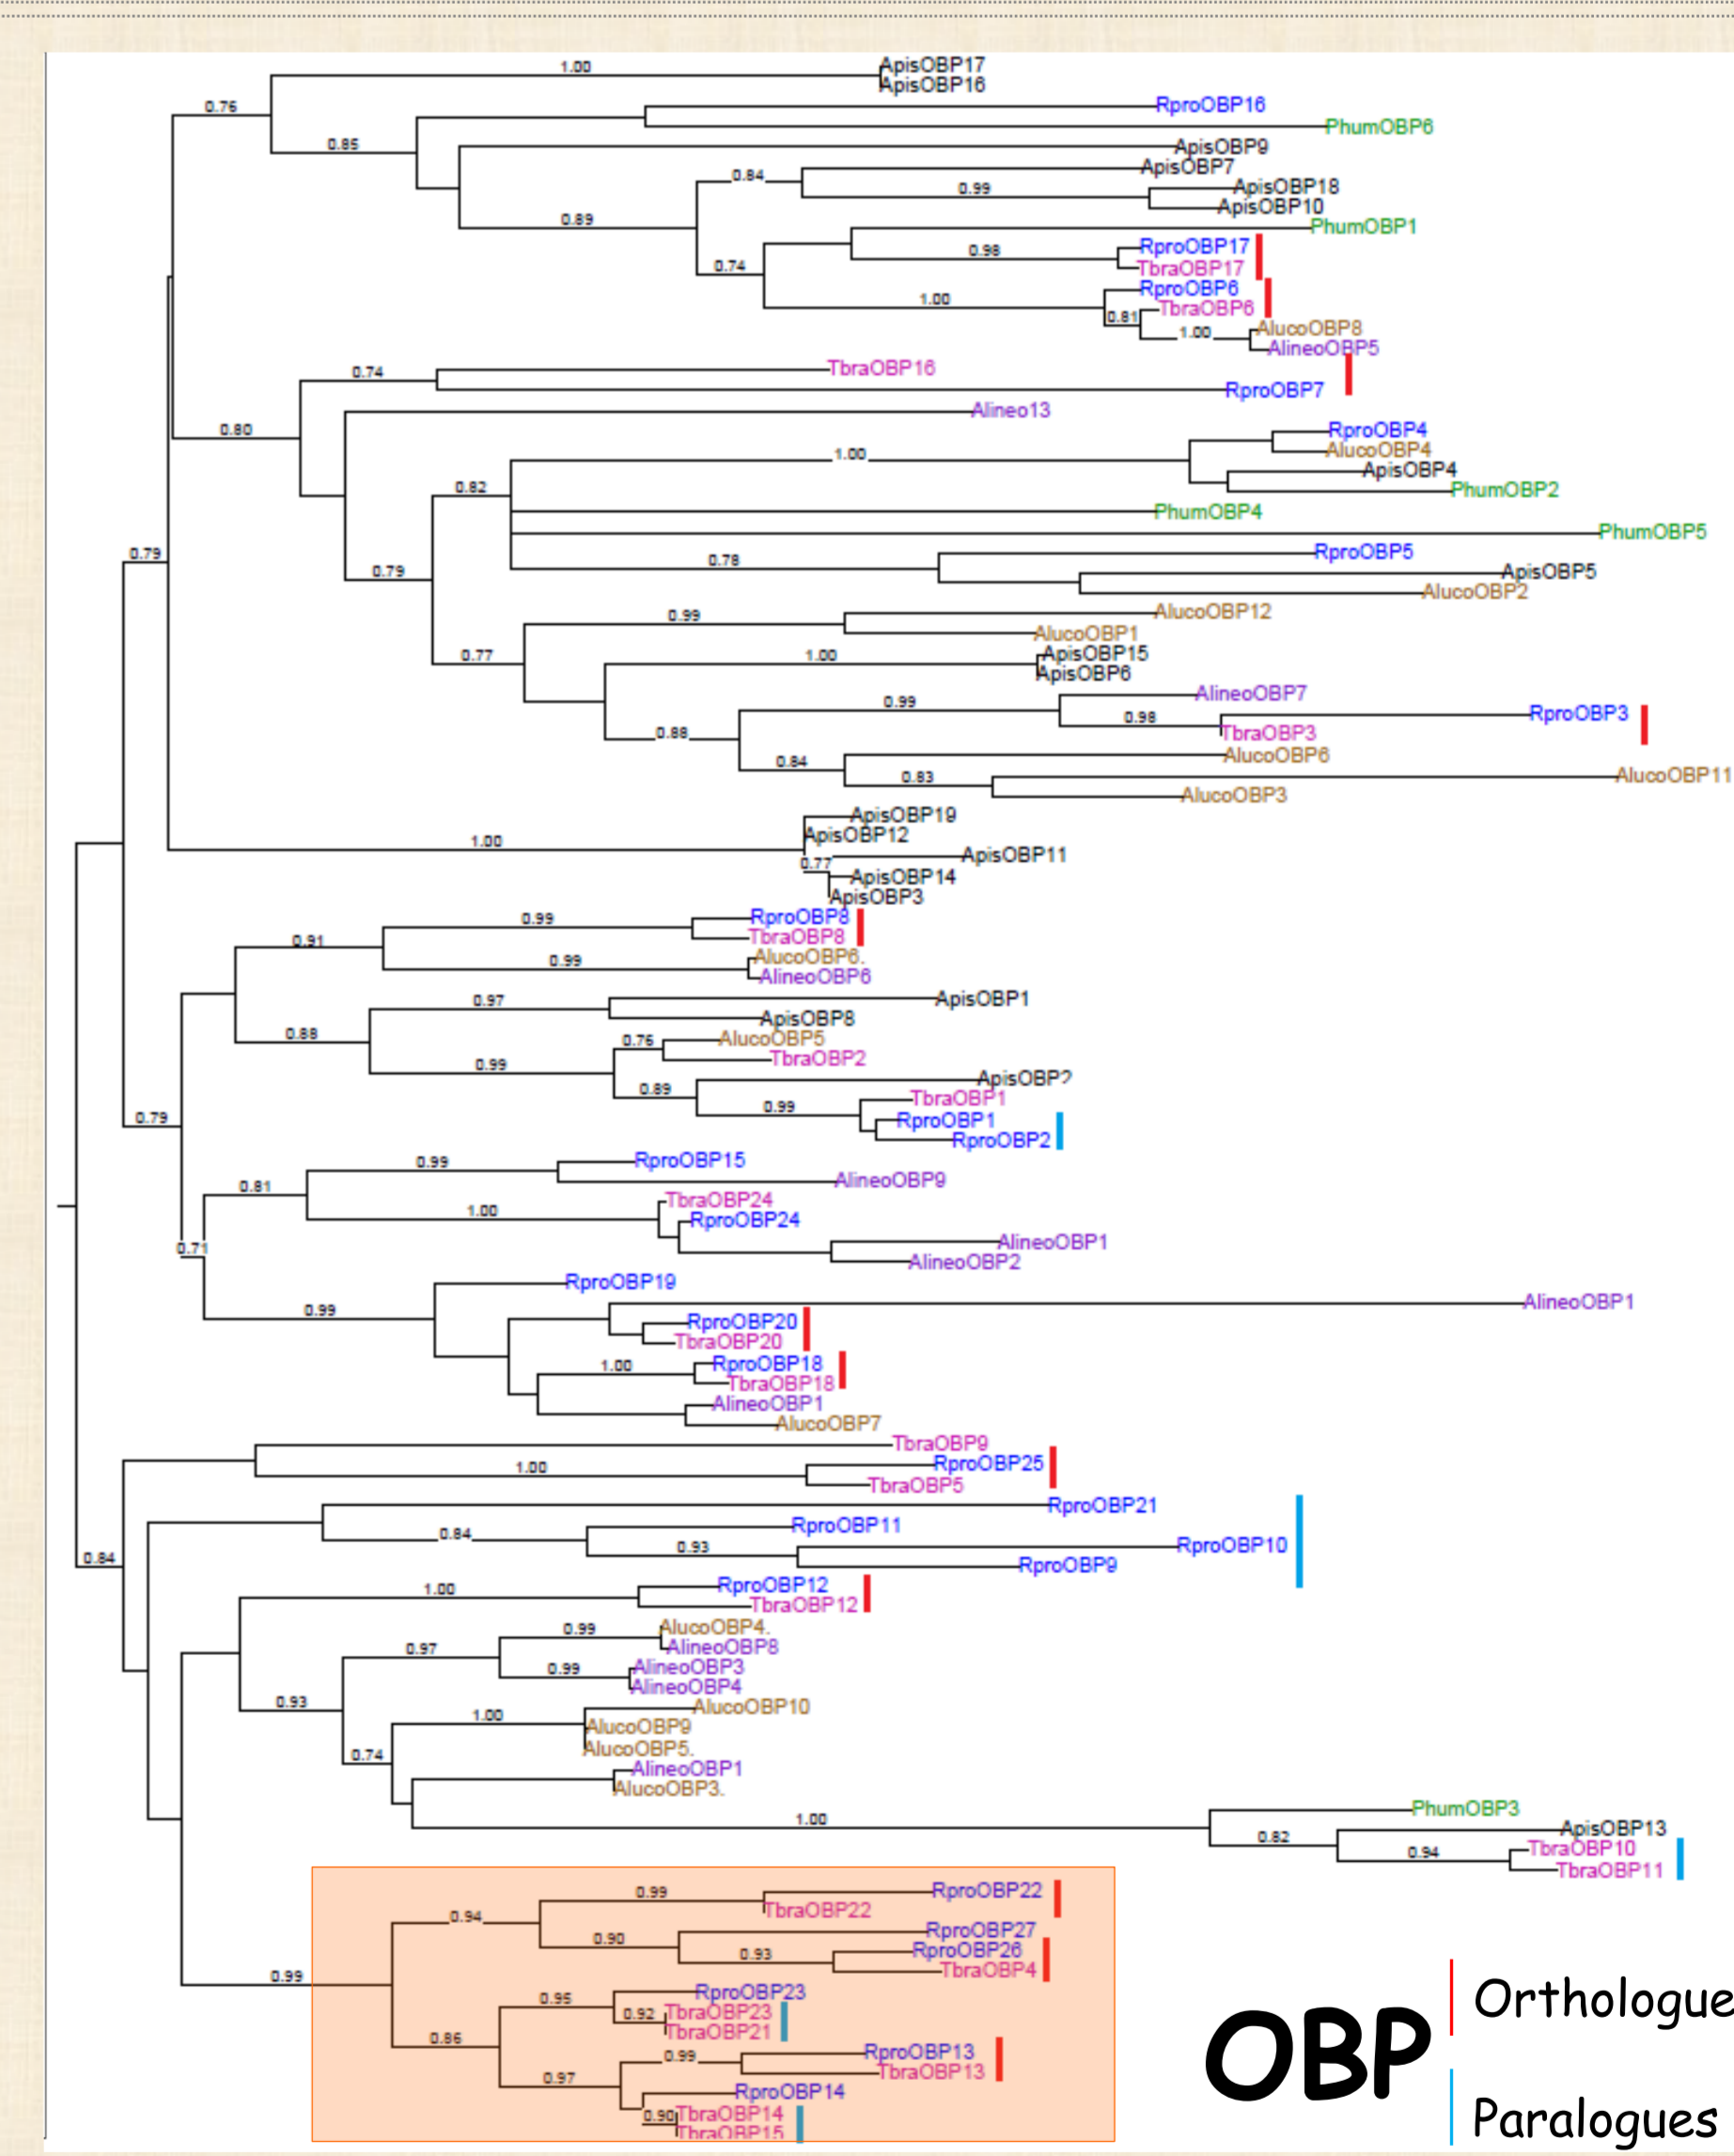 1.00
ApisOBP17
ApisOBP16
0.76
RproOBP16
PhumOBP6
0.85
ApisOBP9
ApisOBP7
0.84
ApisOBP18
0.99
ApisOBP10
0.89
PhumOBP1
RproOBP17
0.98
TbraOBP17
0.74
RproOBP6
1.00
TbraOBP6
0.81
AlucoOBP8
1.00
AlineoOBP5
TbraOBP16
0.74
RproOBP7
Alineo13
0.80
RproOBP4
AlucoOBP4
1.00
ApisOBP4
0.82
PhumOBP2
PhumOBP4
PhumOBP5
0.79
RproOBP5
0.78
ApisOBP5
0.79
AlucoOBP2
AlucoOBP12
0.99
AlucoOBP1
0.77
1.00
ApisOBP15
ApisOBP6
AlineoOBP7
0.99
RproOBP3
0.98
0.88
TbraOBP3
AlucoOBP6
0.84
AlucoOBP11
0.83
AlucoOBP3
ApisOBP19
ApisOBP12
1.00
ApisOBP11
0.77
ApisOBP14
ApisOBP3
RproOBP8
0.99
0.91
TbraOBP8
AlucoOBP6.
0.99
AlineoOBP6
ApisOBP1
0.97
ApisOBP8
0.88
AlucoOBP5
0.76
TbraOBP2
0.99
ApisOBP2
0.89
TbraOBP1
0.99
RproOBP1
0.79
RproOBP2
RproOBP15
0.99
AlineoOBP9
0.81
TbraOBP24
1.00
RproOBP24
AlineoOBP1
0.71
AlineoOBP2
RproOBP19
AlineoOBP1
0.99
RproOBP20
TbraOBP20
RproOBP18
1.00
TbraOBP18
AlineoOBP1
AlucoOBP7
TbraOBP9
RproOBP25
1.00
TbraOBP5
RproOBP21
RproOBP11
0.84
RproOBP10
0.93
0.84
RproOBP9
RproOBP12
1.00
TbraOBP12
AlucoOBP4.
0.99
AlineoOBP8
0.97
AlineoOBP3
0.99
AlineoOBP4
0.93
AlucoOBP10
1.00
AlucoOBP9
AlucoOBP5.
0.74
AlineoOBP1
AlucoOBP3.
PhumOBP3
1.00
ApisOBP13
0.82
TbraOBP10
0.94
TbraOBP11
RproOBP22
0.99
TbraOBP22
0.94
RproOBP27
0.90
RproOBP26
0.93
TbraOBP4
0.99
RproOBP23
0.95
TbraOBP23
0.92
TbraOBP21
0.86
RproOBP13
0.99
TbraOBP13
0.97
RproOBP14
TbraOBP14
0.90
TbraOBP15
OBP
Orthologue
Paralogues